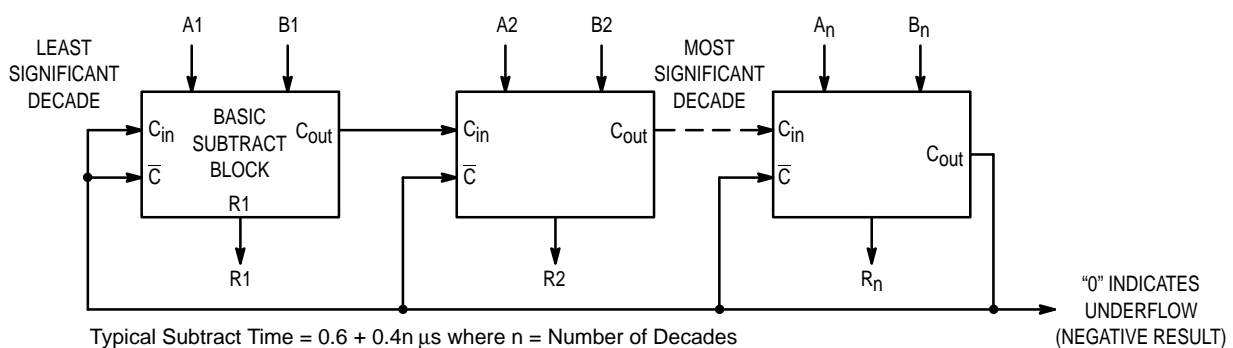 A1
B1
A2
B2
An
Bn
LEAST
SIGNIFICANT
DECADE
MOST
SIGNIFICANT
DECADE
BASIC
SUBTRACT
BLOCK
Cin
Cout
C̅
R1
Cin
Cout
C̅
Cin
Cout
C̅
R1
R2
Rn
“0” INDICATES
UNDERFLOW
(NEGATIVE RESULT)
Typical Subtract Time = 0.6 + 0.4n µs where n = Number of Decades